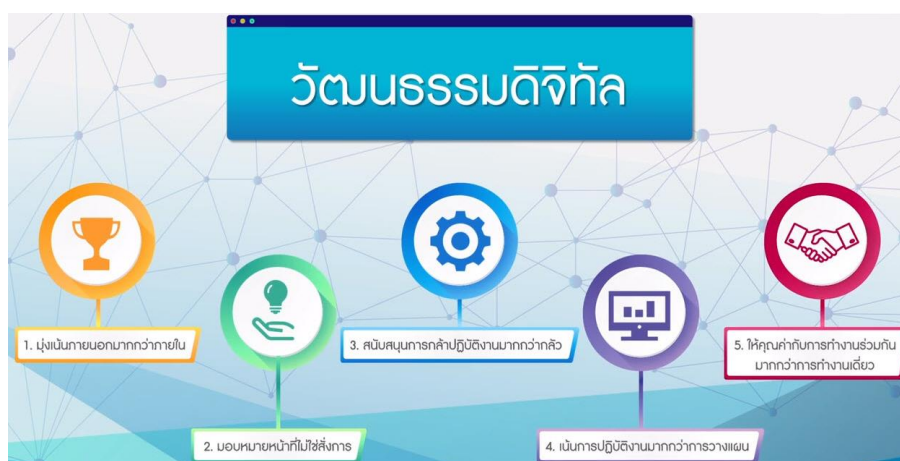 วัฒนธรรมดิจิทัล
1. มุ่งเน้นภายนอกมากกว่าภายใน
2. มอบหมายหน้าที่ไม่ใช่สั่งการ
3. สนับสนุนการกล้าปฏิบัติงานมากกว่ากลัว
4. เน้นการปฏิบัติงานมากกว่าการวางแผน
5. ให้คุณค่ากับการทำงานร่วมกัน
มากกว่าการทำงานเดี่ยว